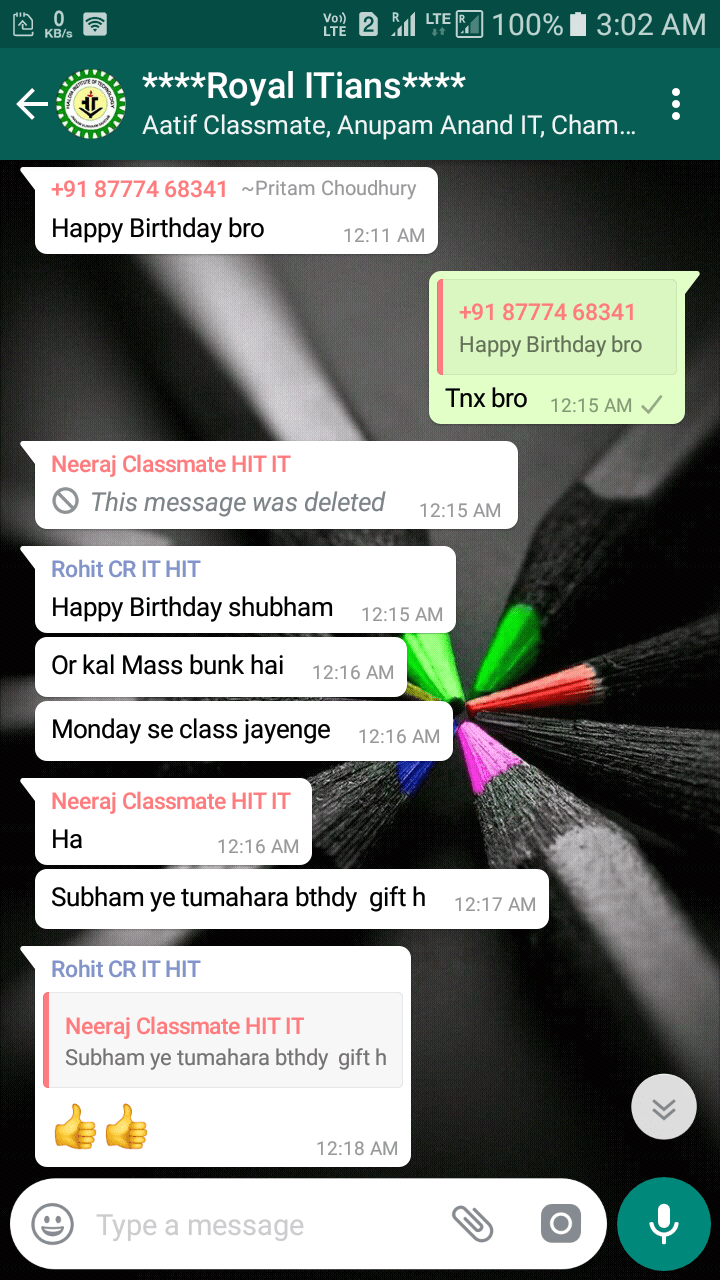 0 KB/s Vo)) LTE 2 R LTE R 100% 3:02 AM
****Royal ITians****
Aatif Classmate, Anupam Anand IT, Cham...
+91 87774 68341 ~Pritam Choudhury
Happy Birthday bro 12:11 AM
+91 87774 68341
Happy Birthday bro
Tnx bro 12:15 AM
Neeraj Classmate HIT IT
This message was deleted 12:15 AM
Rohit CR IT HIT
Happy Birthday shubham 12:15 AM
Or kal Mass bunk hai 12:16 AM
Monday se class jayenge 12:16 AM
Neeraj Classmate HIT IT
Ha 12:16 AM
Subham ye tumahara bthdy gift h 12:17 AM
Rohit CR IT HIT
Neeraj Classmate HIT IT
Subham ye tumahara bthdy gift h
👍👍
12:18 AM
Type a message